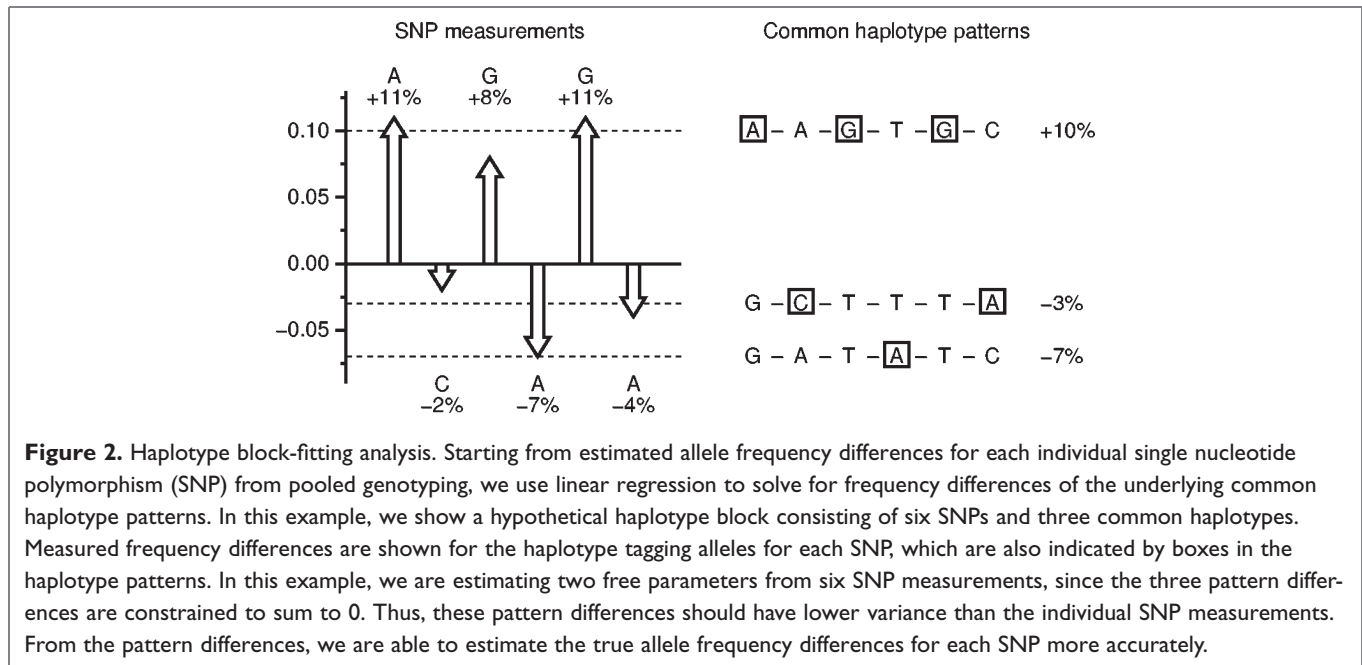 SNP measurements
Common haplotype patterns
A G G
+11% +8% +11%
0.10
0.05
0.00
−0.05
C A A
−2% −7% −4%
A – A – G – T – G – C +10%
G – C – T – T – T – A −3%
G – A – T – A – T – C −7%
Figure 2. Haplotype block-fitting analysis. Starting from estimated allele frequency differences for each individual single nucleotide
polymorphism (SNP) from pooled genotyping, we use linear regression to solve for frequency differences of the underlying common
haplotype patterns. In this example, we show a hypothetical haplotype block consisting of six SNPs and three common haplotypes.
Measured frequency differences are shown for the haplotype tagging alleles for each SNP, which are also indicated by boxes in the
haplotype patterns. In this example, we are estimating two free parameters from six SNP measurements, since the three pattern differ-
ences are constrained to sum to 0. Thus, these pattern differences should have lower variance than the individual SNP measurements.
From the pattern differences, we are able to estimate the true allele frequency differences for each SNP more accurately.